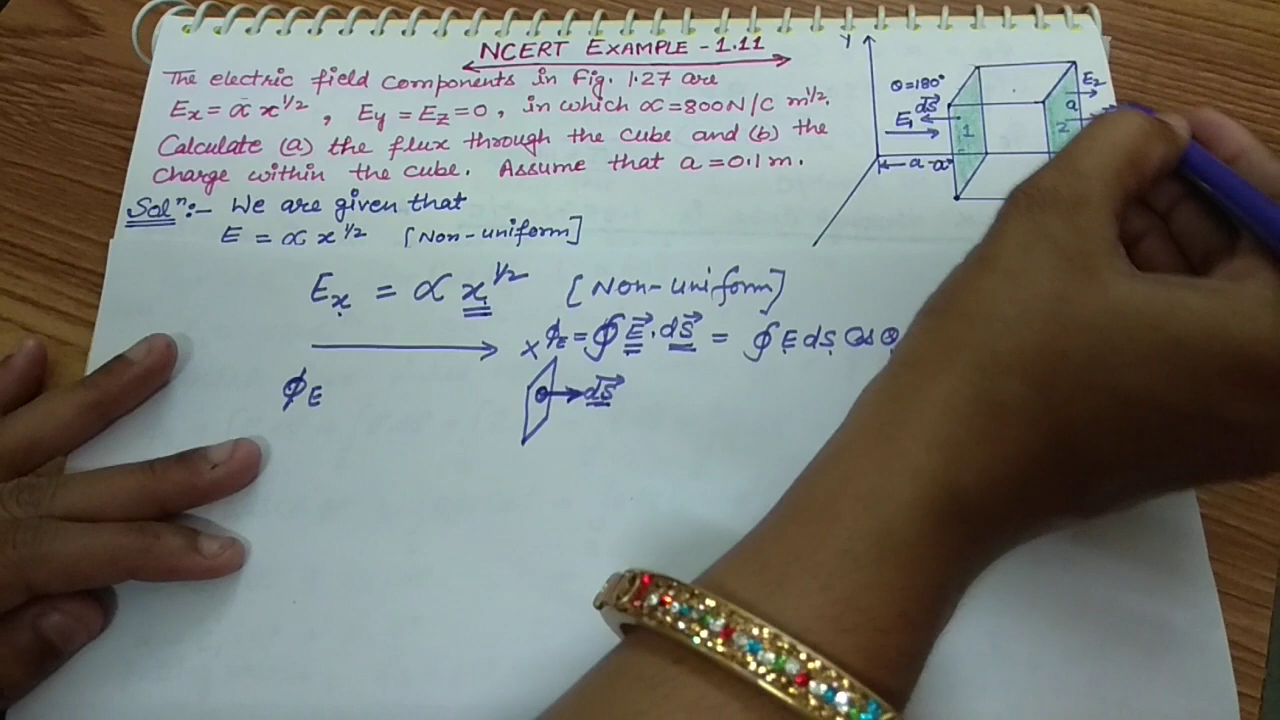 NCERT EXAMPLE - 1.11
The electric field components in Fig. 1.27 are
Ex = α x^1/2 , Ey = Ez = 0 , in which α = 800 N/C m^1/2.
Calculate (a) the flux through the cube and (b) the
charge within the cube. Assume that a = 0.1 m.
Solⁿ:- We are given that
E = α x^1/2 [Non-uniform]
Ex = α x^1/2 [Non-uniform]
x ϕE = ∮ E⃗ . dS⃗ = ∮ E dS cos θ
ϕE
dS⃗
Y
θ = 180°
dS⃗
E1
1
a
E2
a
2